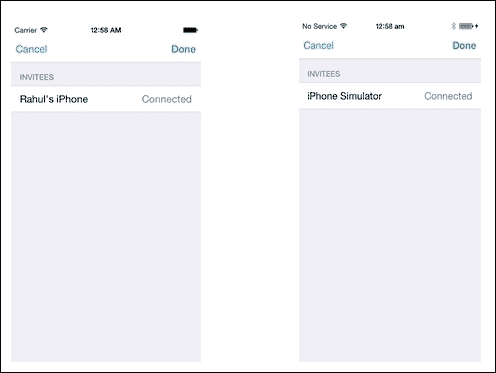 Carrier 12:58 AM
Cancel Done
INVITEES
Rahul's iPhone Connected
No Service 12:58 am
Cancel Done
INVITEES
iPhone Simulator Connected